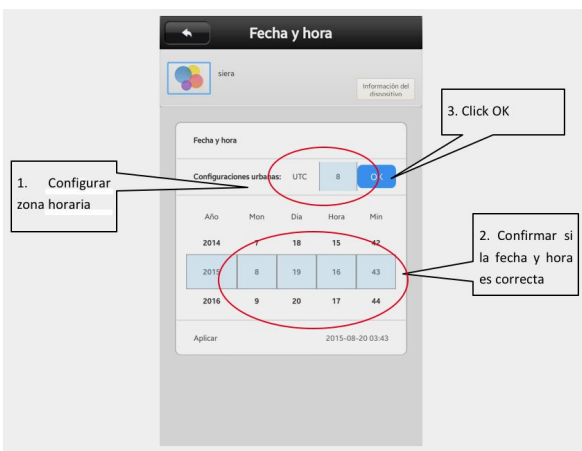 Fecha y hora
siera
Información del
dispositivo
3. Click OK
Fecha y hora
Configuraciones urbanas: UTC 8 OK
1. Configurar
zona horaria
Año Mon Dia Hora Min
2014 7 18 15 42
2015 8 19 16 43
2016 9 20 17 44
2. Confirmar si
la fecha y hora
es correcta
Aplicar 2015-08-20 03:43